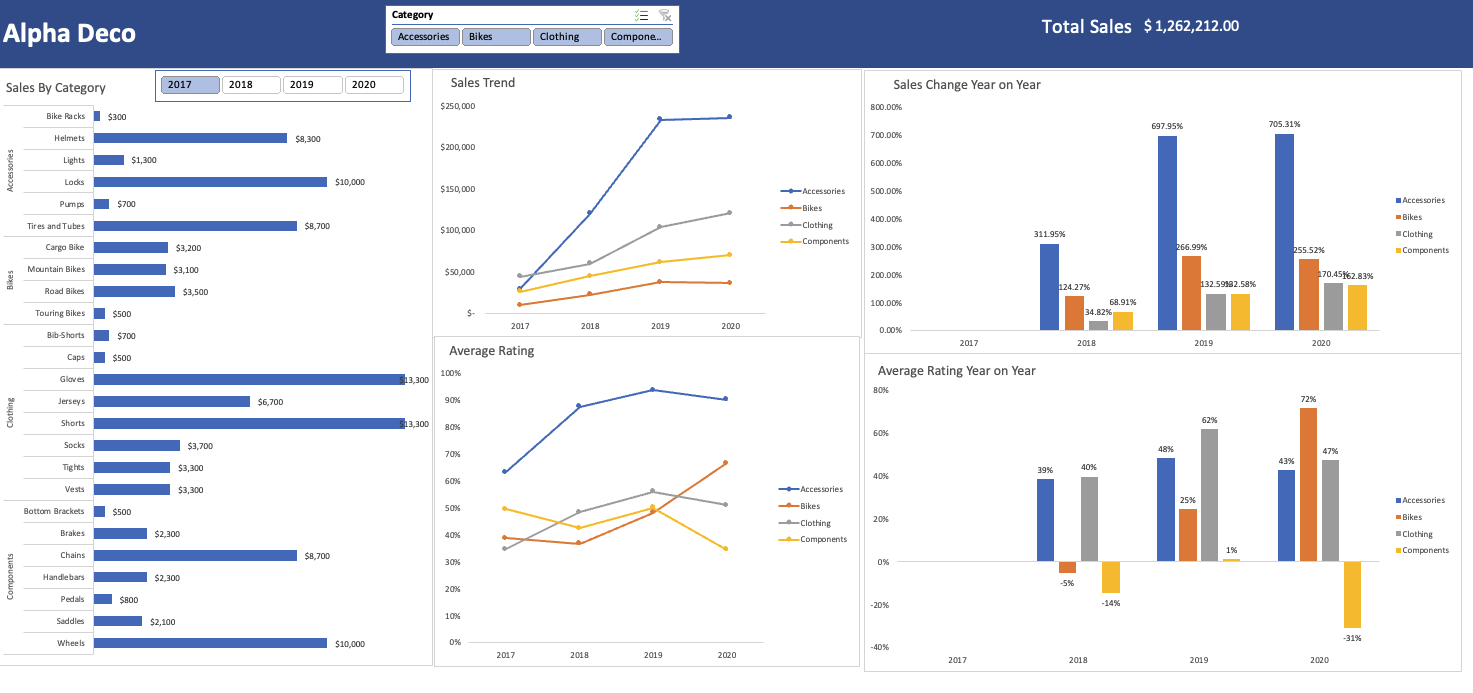 Alpha Deco
Category
Accessories Bikes Clothing Compone...
Total Sales $ 1,262,212.00
Sales By Category
2017 2018 2019 2020
Accessories
Bike Racks $300
Helmets $8,300
Lights $1,300
Locks $10,000
Pumps $700
Tires and Tubes $8,700
Bikes
Cargo Bike $3,200
Mountain Bikes $3,100
Road Bikes $3,500
Touring Bikes $500
Clothing
Bib-Shorts $700
Caps $500
Gloves $13,300
Jerseys $6,700
Shorts $13,300
Socks $3,700
Tights $3,300
Vests $3,300
Components
Bottom Brackets $500
Brakes $2,300
Chains $8,700
Handlebars $2,300
Pedals $800
Saddles $2,100
Wheels $10,000
Sales Trend
$250,000
$200,000
$150,000
$100,000
$50,000
$-
2017 2018 2019 2020
Accessories
Bikes
Clothing
Components
Average Rating
100%
90%
80%
70%
60%
50%
40%
30%
20%
10%
0%
2017 2018 2019 2020
Accessories
Bikes
Clothing
Components
Sales Change Year on Year
800.00%
700.00%
600.00%
500.00%
400.00%
300.00%
200.00%
100.00%
0.00%
311.95% 124.27% 34.82% 68.91%
697.95% 266.99% 132.59% 132.58%
705.31% 255.52% 170.45% 162.83%
2017 2018 2019 2020
Accessories
Bikes
Clothing
Components
Average Rating Year on Year
80%
60%
40%
20%
0%
-20%
-40%
39% -5% 40% -14%
48% 25% 62% 1%
43% 72% 47% -31%
2017 2018 2019 2020
Accessories
Bikes
Clothing
Components